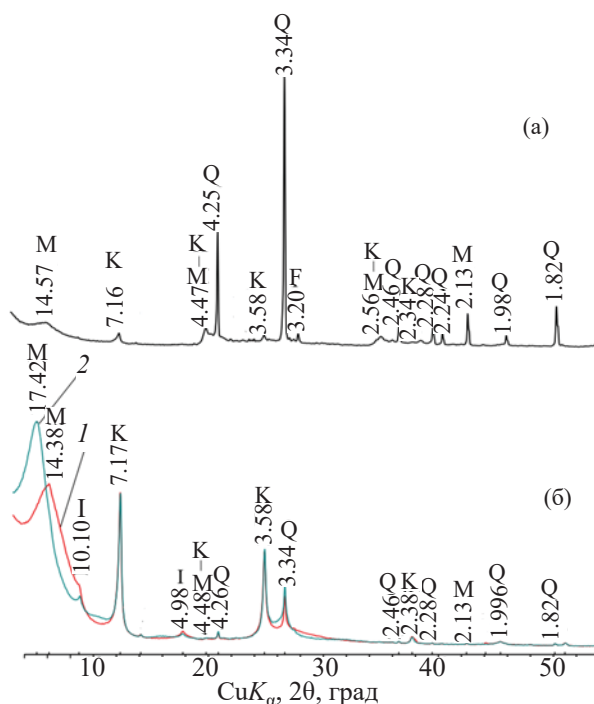 (а)
M
14.57
K
7.16
K–M
4.47
4.25 Q
K
3.58
3.34 Q
F
3.20
K–M
2.56
2.46 Q
2.34 K
2.28 Q
2.24 Q
2.13 M
1.98 Q
1.82 Q
(б)
17.42 M
2
14.38 M
1
10.10 I
7.17 K
4.98 I
K–M
4.48
4.26 Q
3.58 K
3.34 Q
2.46 Q
2.38 K
2.28 Q
2.13 M
1.996 Q
1.82 Q
10 20 30 40 50
CuKα, 2θ, град